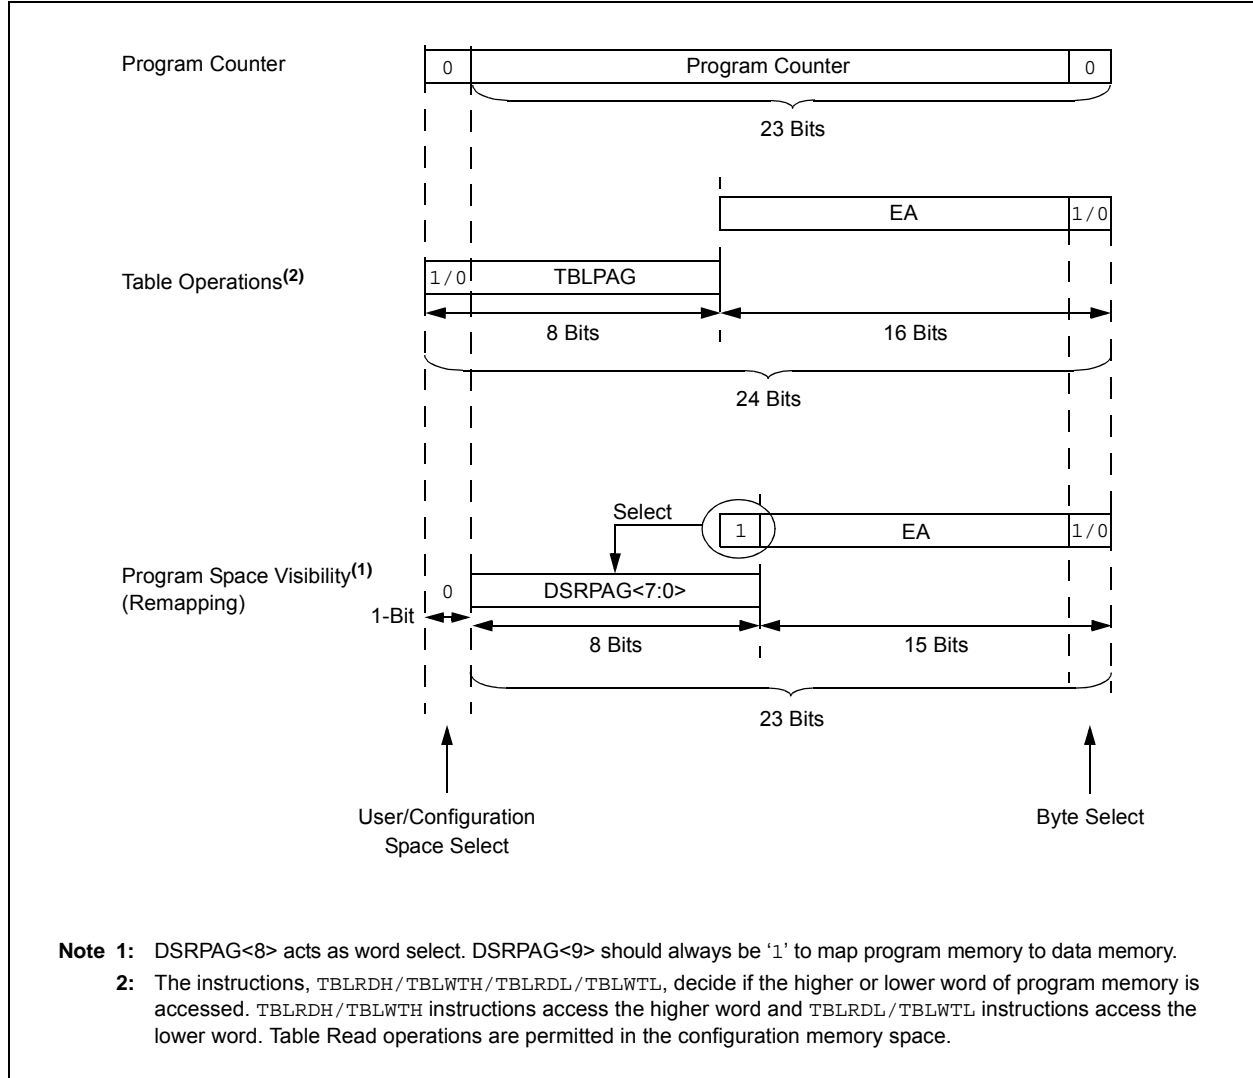 Program Counter
0 Program Counter 0
23 Bits
EA 1/0
Table Operations(2)
1/0 TBLPAG
8 Bits 16 Bits
24 Bits
Select
1 EA 1/0
Program Space Visibility(1)
(Remapping)
0 DSRPAG<7:0>
1-Bit
8 Bits 15 Bits
23 Bits
User/Configuration
Space Select
Byte Select
Note 1: DSRPAG<8> acts as word select. DSRPAG<9> should always be ‘1’ to map program memory to data memory.
2: The instructions, TBLRDH/TBLWTH/TBLRDL/TBLWTL, decide if the higher or lower word of program memory is
accessed. TBLRDH/TBLWTH instructions access the higher word and TBLRDL/TBLWTL instructions access the
lower word. Table Read operations are permitted in the configuration memory space.